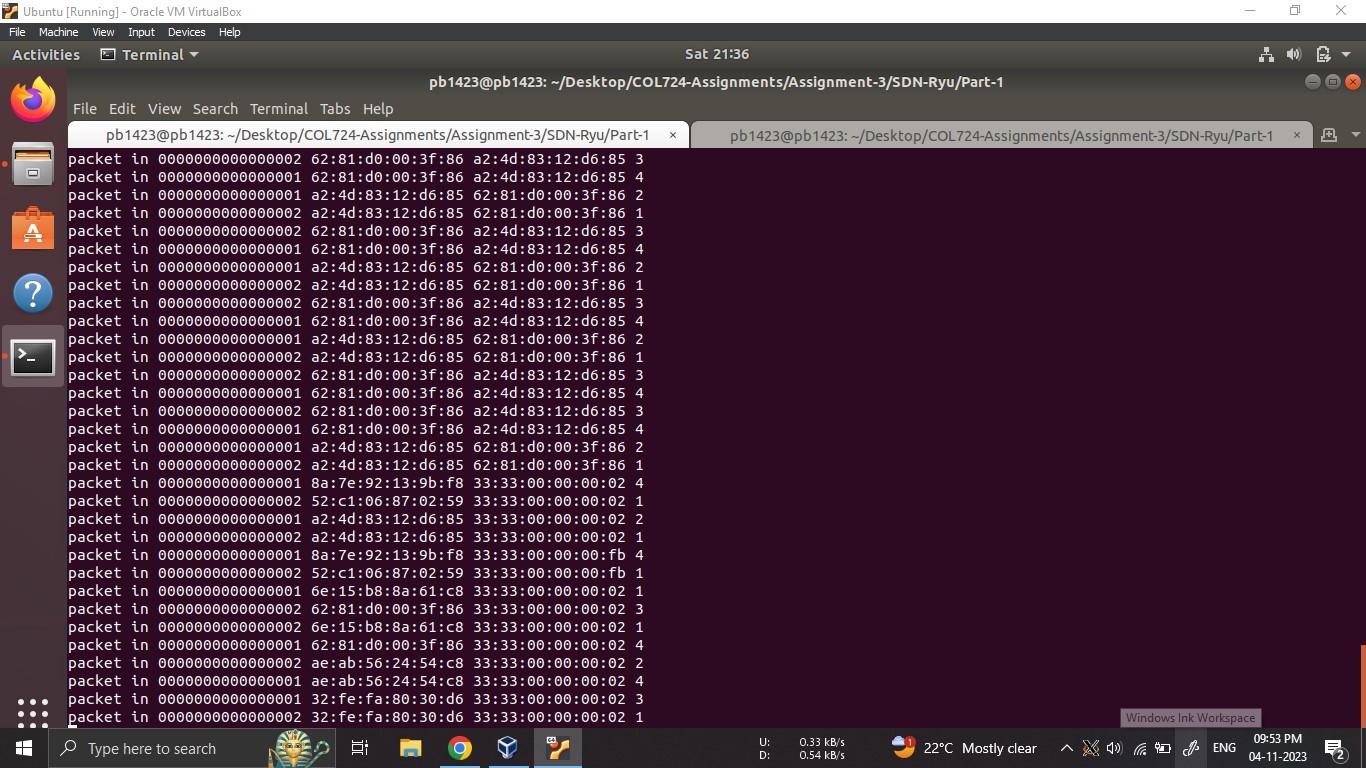 Ubuntu [Running] - Oracle VM VirtualBox
File Machine View Input Devices Help
Activities Terminal Sat 21:36
pb1423@pb1423: ~/Desktop/COL724-Assignments/Assignment-3/SDN-Ryu/Part-1
File Edit View Search Terminal Tabs Help
pb1423@pb1423: ~/Desktop/COL724-Assignments/Assignment-3/SDN-Ryu/Part-1 × pb1423@pb1423: ~/Desktop/COL724-Assignments/Assignment-3/SDN-Ryu/Part-1 ×
packet in 0000000000000002 62:81:d0:00:3f:86 a2:4d:83:12:d6:85 3
packet in 0000000000000001 62:81:d0:00:3f:86 a2:4d:83:12:d6:85 4
packet in 0000000000000001 a2:4d:83:12:d6:85 62:81:d0:00:3f:86 2
packet in 0000000000000002 a2:4d:83:12:d6:85 62:81:d0:00:3f:86 1
packet in 0000000000000002 62:81:d0:00:3f:86 a2:4d:83:12:d6:85 3
packet in 0000000000000001 62:81:d0:00:3f:86 a2:4d:83:12:d6:85 4
packet in 0000000000000001 a2:4d:83:12:d6:85 62:81:d0:00:3f:86 2
packet in 0000000000000002 a2:4d:83:12:d6:85 62:81:d0:00:3f:86 1
packet in 0000000000000002 62:81:d0:00:3f:86 a2:4d:83:12:d6:85 3
packet in 0000000000000001 62:81:d0:00:3f:86 a2:4d:83:12:d6:85 4
packet in 0000000000000001 a2:4d:83:12:d6:85 62:81:d0:00:3f:86 2
packet in 0000000000000002 a2:4d:83:12:d6:85 62:81:d0:00:3f:86 1
packet in 0000000000000002 62:81:d0:00:3f:86 a2:4d:83:12:d6:85 3
packet in 0000000000000001 62:81:d0:00:3f:86 a2:4d:83:12:d6:85 4
packet in 0000000000000002 62:81:d0:00:3f:86 a2:4d:83:12:d6:85 3
packet in 0000000000000001 62:81:d0:00:3f:86 a2:4d:83:12:d6:85 4
packet in 0000000000000001 a2:4d:83:12:d6:85 62:81:d0:00:3f:86 2
packet in 0000000000000002 a2:4d:83:12:d6:85 62:81:d0:00:3f:86 1
packet in 0000000000000001 8a:7e:92:13:9b:f8 33:33:00:00:00:02 4
packet in 0000000000000002 52:c1:06:87:02:59 33:33:00:00:00:02 1
packet in 0000000000000001 a2:4d:83:12:d6:85 33:33:00:00:00:02 2
packet in 0000000000000002 a2:4d:83:12:d6:85 33:33:00:00:00:02 1
packet in 0000000000000001 8a:7e:92:13:9b:f8 33:33:00:00:00:fb 4
packet in 0000000000000002 52:c1:06:87:02:59 33:33:00:00:00:fb 1
packet in 0000000000000001 6e:15:b8:8a:61:c8 33:33:00:00:00:02 1
packet in 0000000000000002 62:81:d0:00:3f:86 33:33:00:00:00:02 3
packet in 0000000000000002 6e:15:b8:8a:61:c8 33:33:00:00:00:02 1
packet in 0000000000000001 62:81:d0:00:3f:86 33:33:00:00:00:02 4
packet in 0000000000000002 ae:ab:56:24:54:c8 33:33:00:00:00:02 2
packet in 0000000000000001 ae:ab:56:24:54:c8 33:33:00:00:00:02 4
packet in 0000000000000001 32:fe:fa:80:30:d6 33:33:00:00:00:02 3
packet in 0000000000000002 32:fe:fa:80:30:d6 33:33:00:00:00:02 1
Windows Ink Workspace
Type here to search U: 0.33 kB/s 1 22°C Mostly clear ENG 09:53 PM
D: 0.54 kB/s 04-11-2023 2